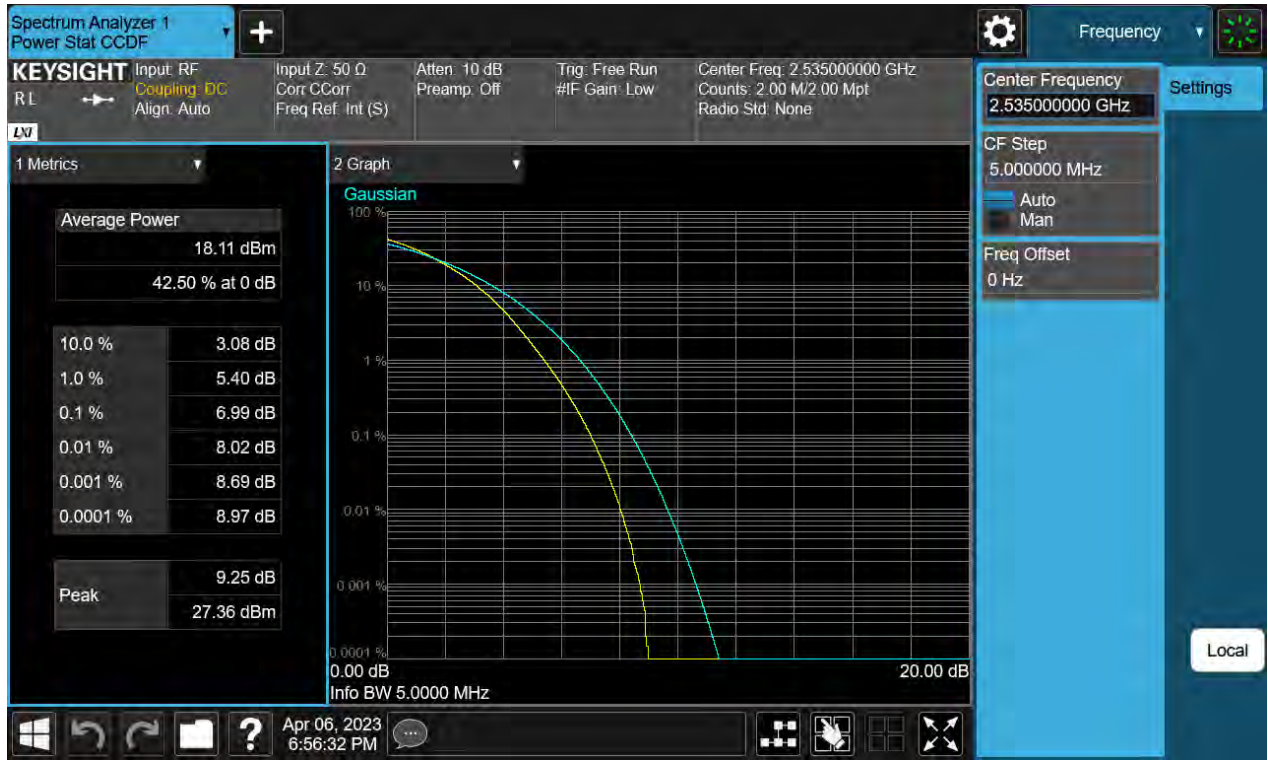 Spectrum Analyzer 1
Power Stat CCDF
Frequency
KEYSIGHT
RL
LXI
Input: RF
Coupling: DC
Align: Auto
Input Z: 50 Ω
Corr CCorr
Freq Ref: Int (S)
Atten: 10 dB
Preamp: Off
Trig: Free Run
#IF Gain: Low
Center Freq: 2.535000000 GHz
Counts: 2.00 M/2.00 Mpt
Radio Std: None
Center Frequency
2.535000000 GHz
Settings
CF Step
5.000000 MHz
Auto
Man
Freq Offset
0 Hz
1 Metrics
Average Power
18.11 dBm
42.50 % at 0 dB
10.0 % 3.08 dB
1.0 % 5.40 dB
0.1 % 6.99 dB
0.01 % 8.02 dB
0.001 % 8.69 dB
0.0001 % 8.97 dB
Peak
9.25 dB
27.36 dBm
2 Graph
Gaussian
100 %
10 %
1 %
0.1 %
0.01 %
0.001 %
0.0001 %
0.00 dB 20.00 dB
Info BW 5.0000 MHz
Local
?
Apr 06, 2023
6:56:32 PM